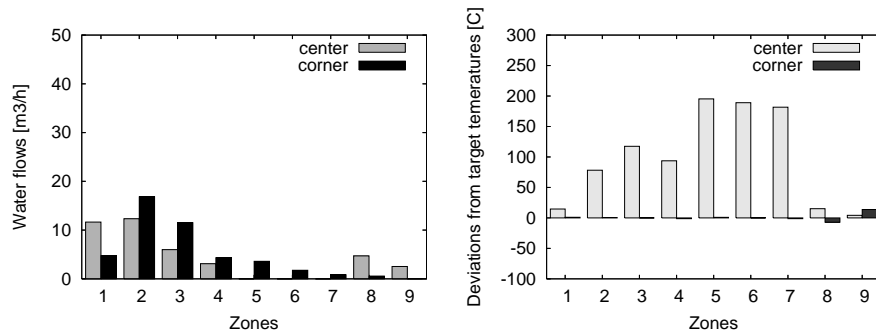 Water flows [m3/h]
50
40
30
20
10
0
center
corner
1 2 3 4 5 6 7 8 9
Zones
Deviations from target temeratures [C]
300
250
200
150
100
50
0
-50
-100
center
corner
1 2 3 4 5 6 7 8 9
Zones